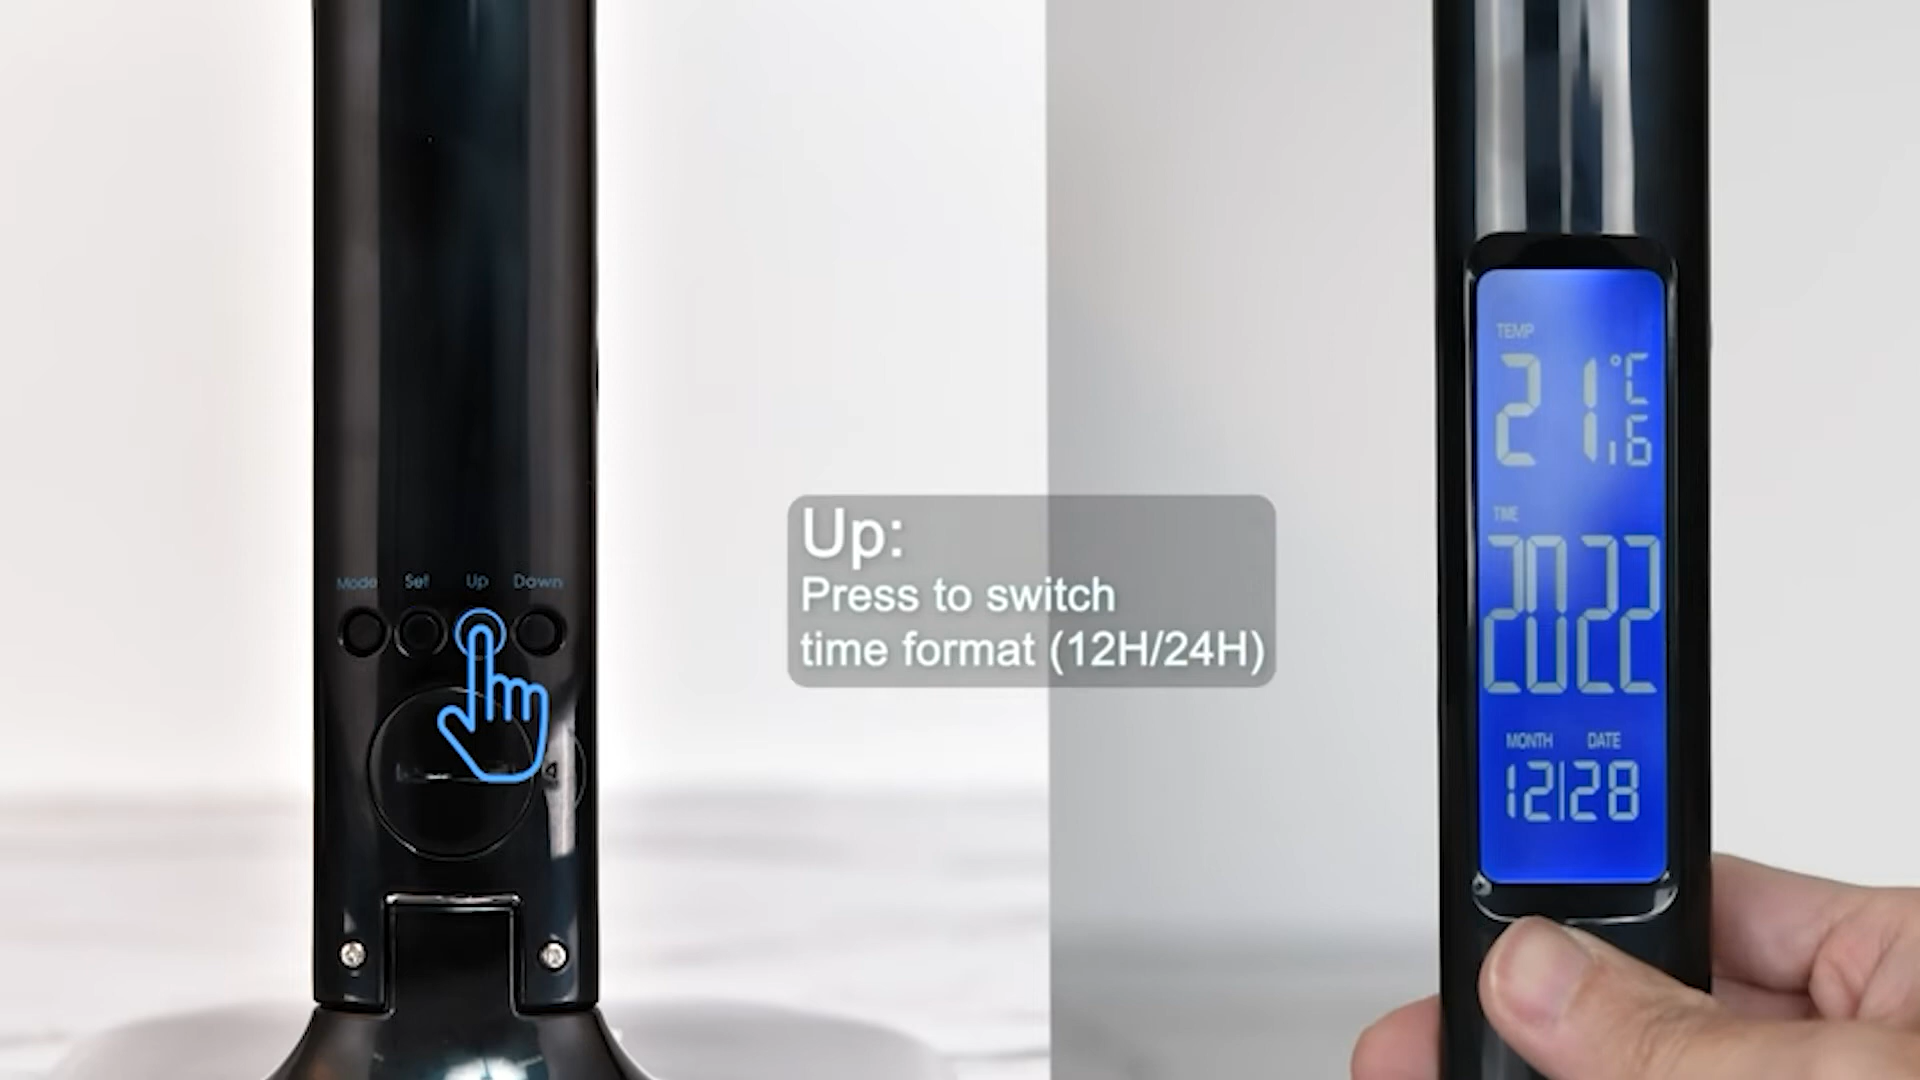 Mode Set Up Down
Up:
Press to switch
time format (12H/24H)
TEMP
21.6 °C
TIME
2022
MONTH DATE
12|28